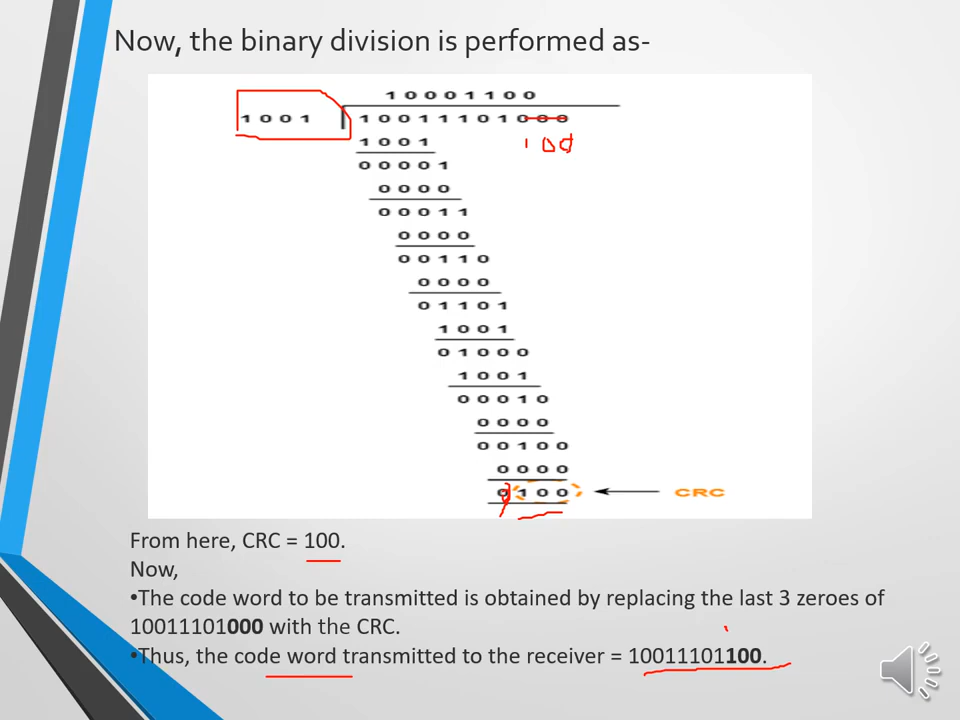 Now, the binary division is performed as-
1 0 0 0 1 1 0 0
1 0 0 1 1 0 0 1 1 1 0 1 0 0 0
1 0 0 1 1 0 0
0 0 0 0 1
0 0 0 0
0 0 0 1 1
0 0 0 0
0 0 1 1 0
0 0 0 0
0 1 1 0 1
1 0 0 1
0 1 0 0 0
1 0 0 1
0 0 0 1 0
0 0 0 0
0 0 1 0 0
0 0 0 0
0 1 0 0 CRC
From here, CRC = 100.
Now,
•The code word to be transmitted is obtained by replacing the last 3 zeroes of
10011101000 with the CRC.
•Thus, the code word transmitted to the receiver = 10011101100.